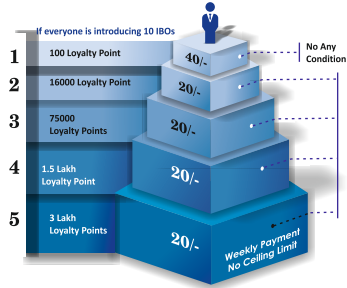 If everyone is introducing 10 IBOs
1
100 Loyalty Point
40/-
No Any
Condition
2
16000 Loyalty Point
20/-
3
75000
Loyalty Points
20/-
4
1.5 Lakh
Loyalty Point
20/-
5
3 Lakh
Loyalty Points
20/-
Weekly Payment
No Celling Limit